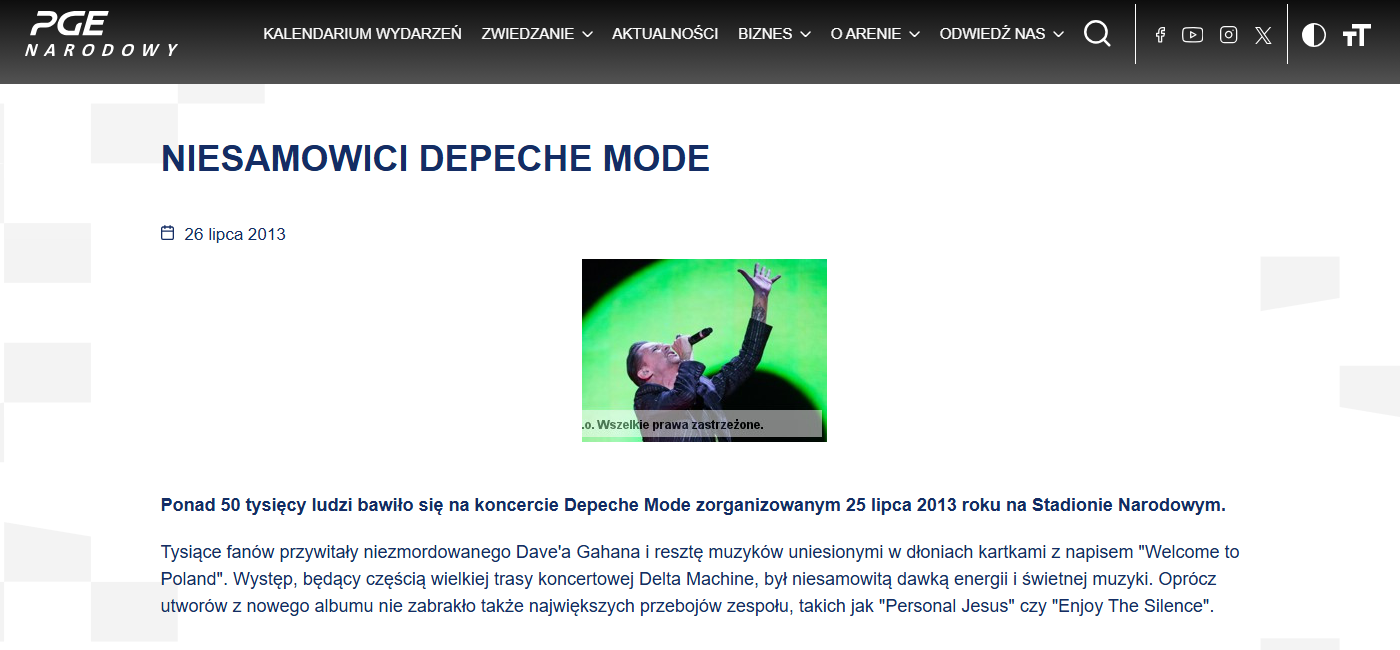 PGE
NARODOWY
KALENDARIUM WYDARZEŃ ZWIEDZANIE AKTUALNOŚCI BIZNES O ARENIE ODWIEDŹ NAS
NIESAMOWICI DEPECHE MODE
26 lipca 2013
.o. Wszelkie prawa zastrzeżone.
Ponad 50 tysięcy ludzi bawiło się na koncercie Depeche Mode zorganizowanym 25 lipca 2013 roku na Stadionie Narodowym.
Tysiące fanów przywitały niezmordowanego Dave'a Gahana i resztę muzyków uniesionymi w dłoniach kartkami z napisem "Welcome to
Poland". Występ, będący częścią wielkiej trasy koncertowej Delta Machine, był niesamowitą dawką energii i świetnej muzyki. Oprócz
utworów z nowego albumu nie zabrakło także największych przebojów zespołu, takich jak "Personal Jesus" czy "Enjoy The Silence".